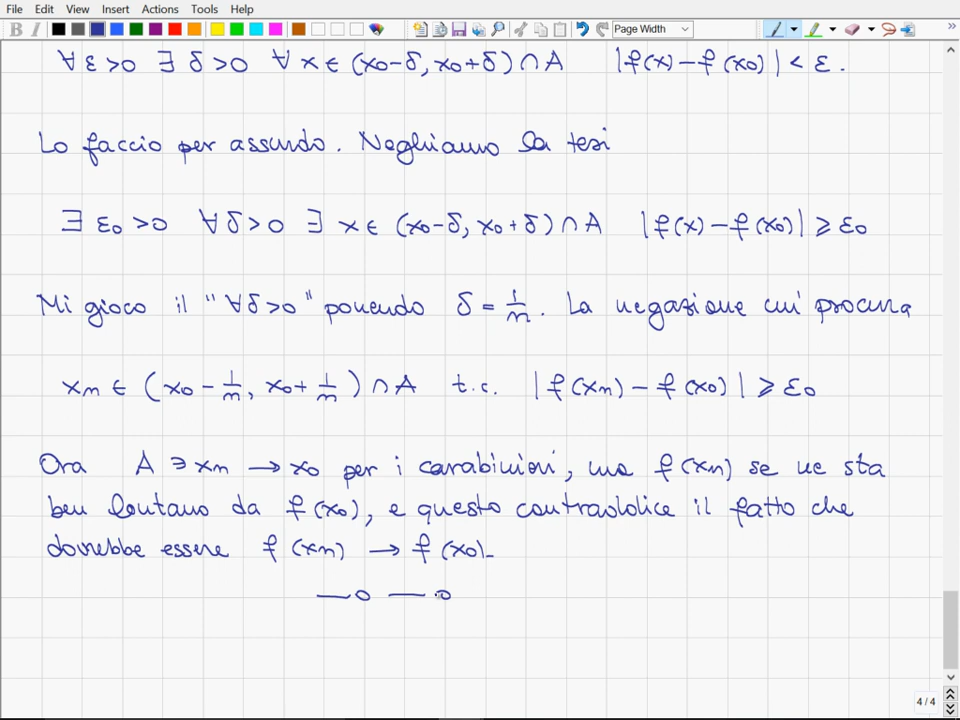 File Edit View Insert Actions Tools Help
B I Page Width
∀ ε > 0 ∃ δ > 0 ∀ x ∈ (x0 − δ, x0 + δ) ∩ A |f(x) − f(x0)| < ε.
Lo faccio per assurdo. Neghiamo la tesi
∃ ε0 > 0 ∀ δ > 0 ∃ x ∈ (x0 − δ, x0 + δ) ∩ A |f(x) − f(x0)| ⩾ ε0
Mi gioco il "∀ δ > 0" ponendo δ = 1/n. La negazione mi procura
xn ∈ (x0 − 1/n, x0 + 1/n) ∩ A t.c. |f(xn) − f(x0)| ⩾ ε0
Ora A ∋ xn → x0 per i carabinieri, ma f(xn) se ne sta
ben lontano da f(x0), e questo contraddice il fatto che
dovrebbe essere f(xn) → f(x0)
—o—o
4 / 4